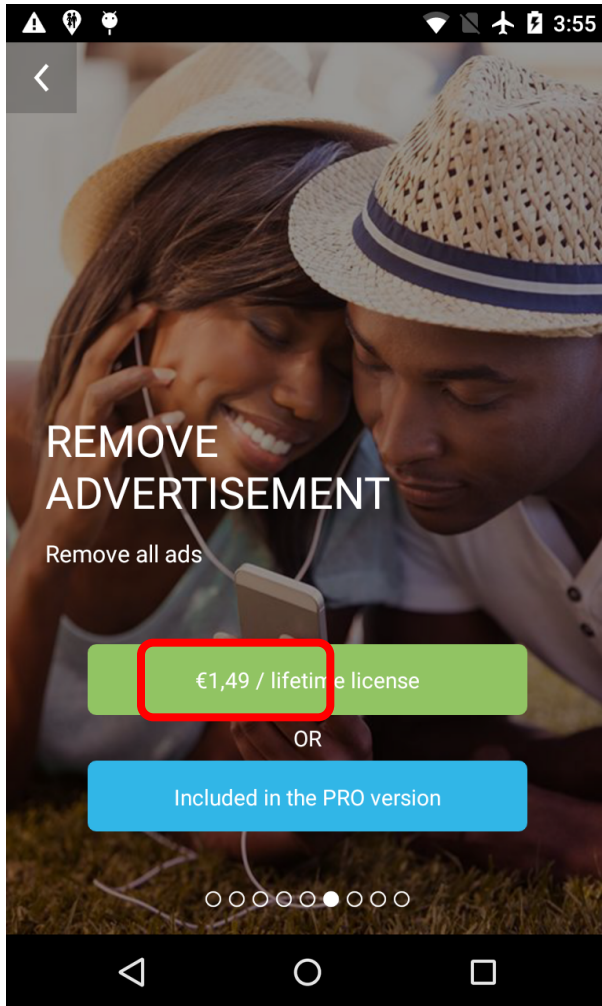 3:55
REMOVE
ADVERTISEMENT
Remove all ads
€1,49 / lifetime license
OR
Included in the PRO version